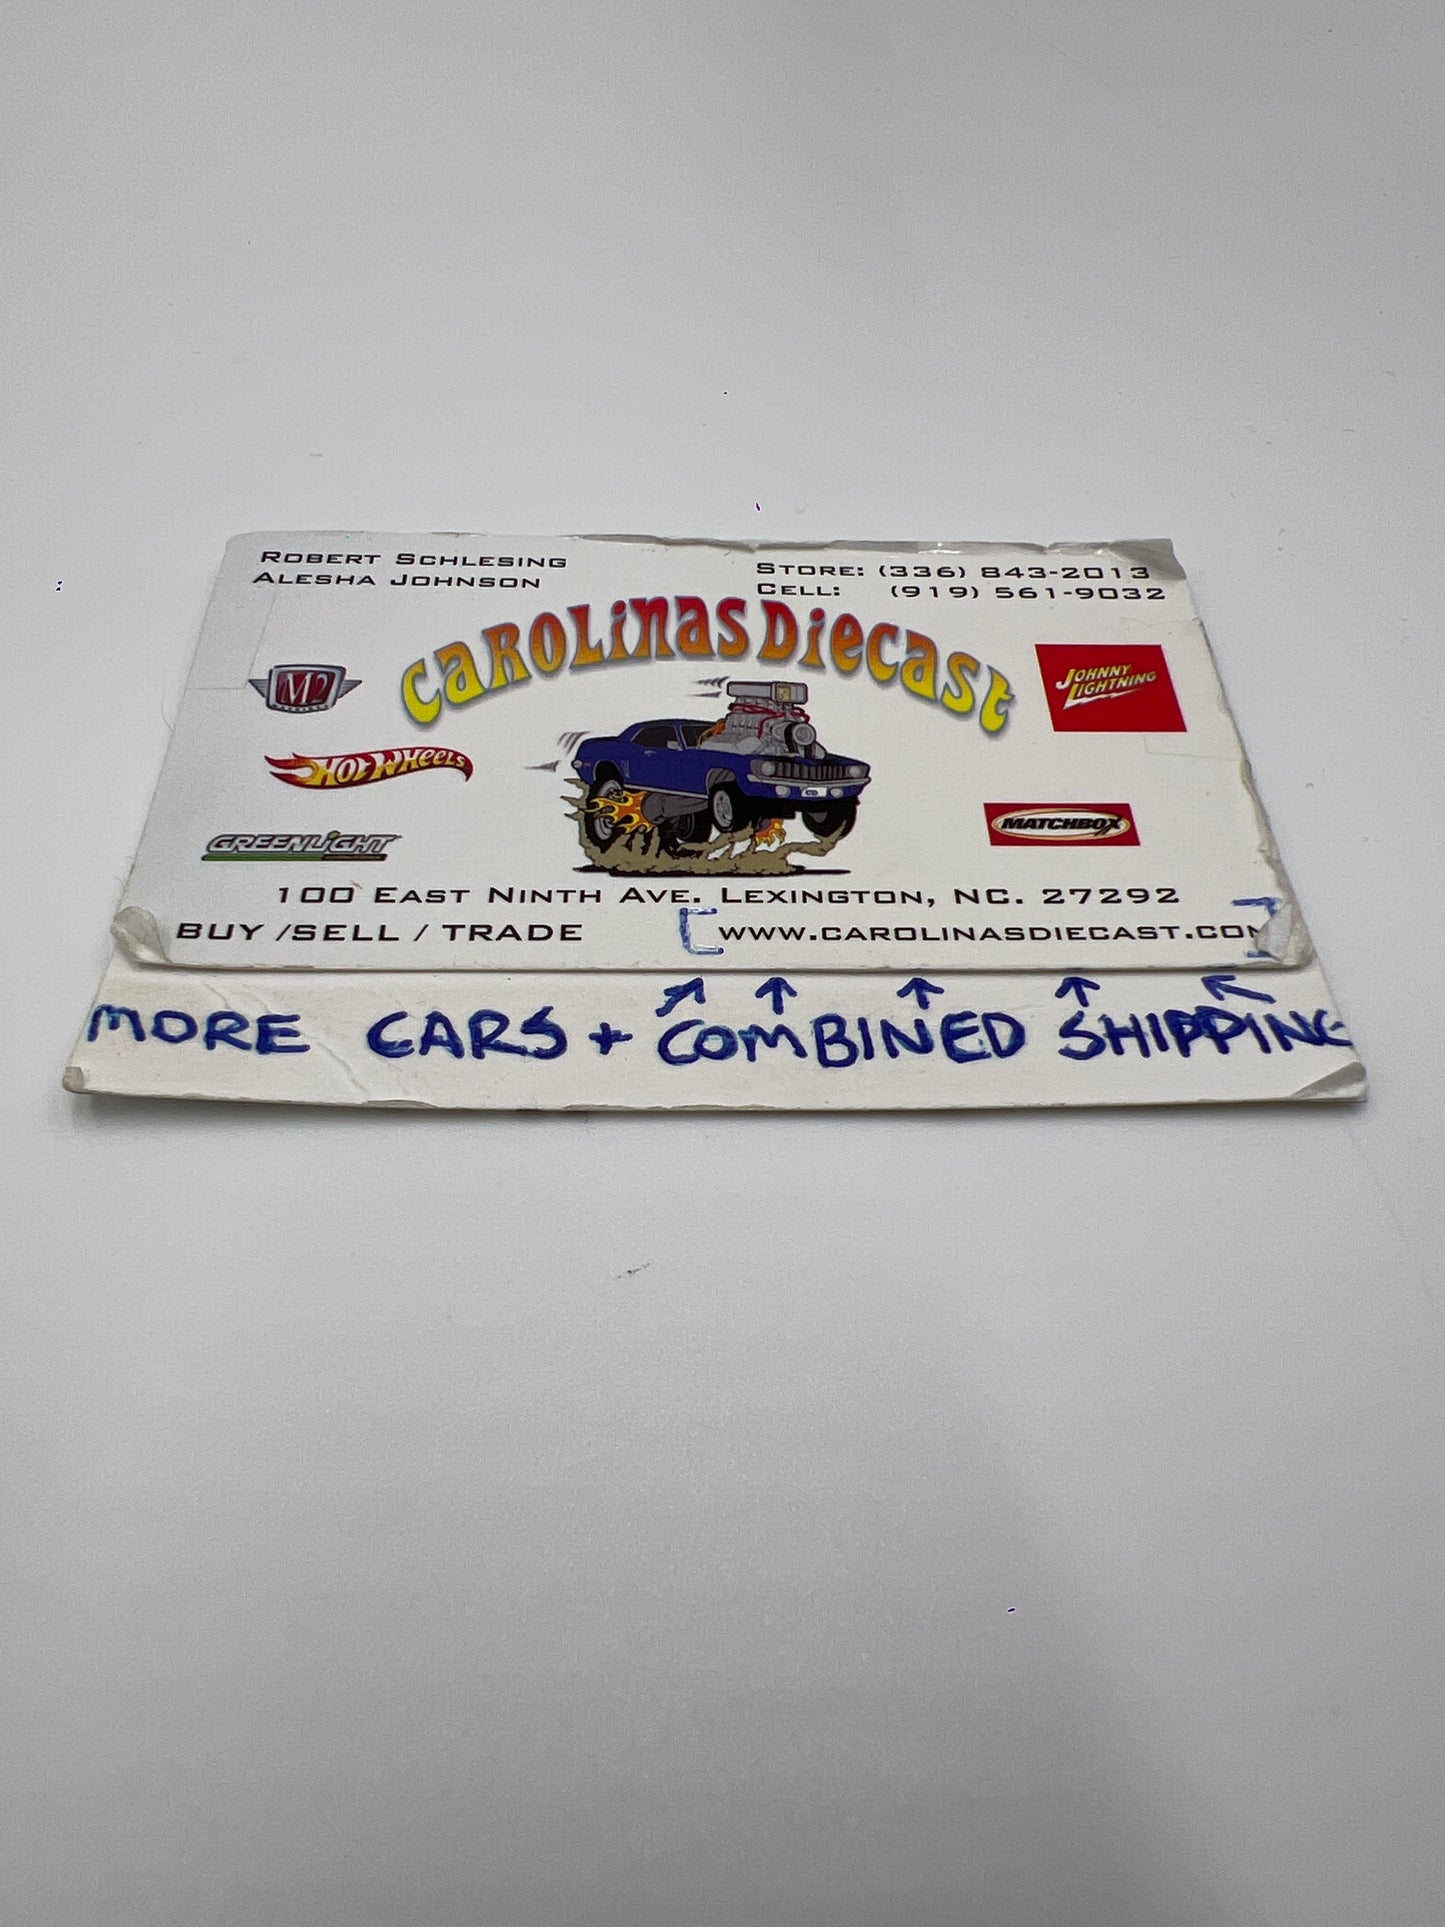 ROBERT SCHLESING
ALESHA JOHNSON
STORE: (336) 843-2013
CELL: (919) 561-9032
CAROLINAS DIECAST
M2
JOHNNY LIGHTNING
HOT WHEELS
GREENLIGHT
MATCHBOX
100 EAST NINTH AVE. LEXINGTON, NC. 27292
BUY /SELL / TRADE
WWW.CAROLINASDIECAST.COM
MORE CARS + COMBINED SHIPPING